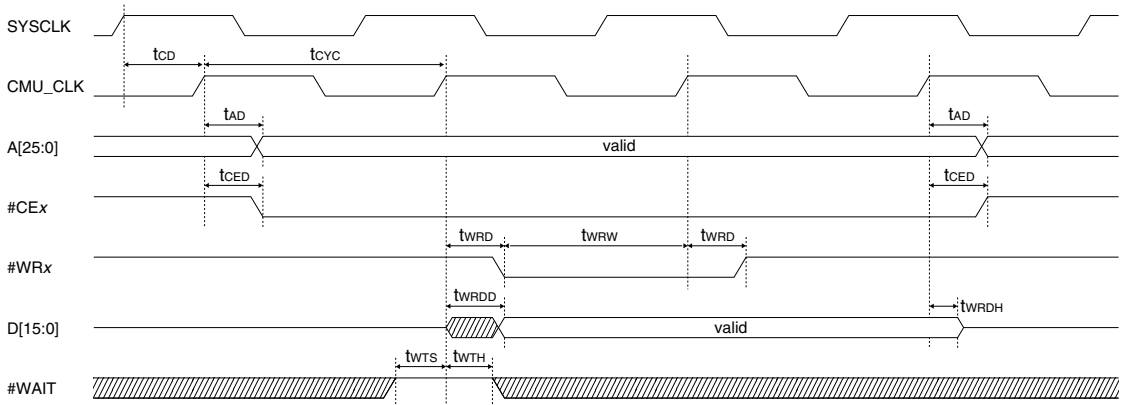 SYSCLK
tCD tCYC
CMU_CLK
tAD tAD
A[25:0] valid
tCED tCED
#CEx
tWRD tWRW tWRD
#WRx
tWRDD tWRDH
D[15:0] valid
tWTS tWTH
#WAIT